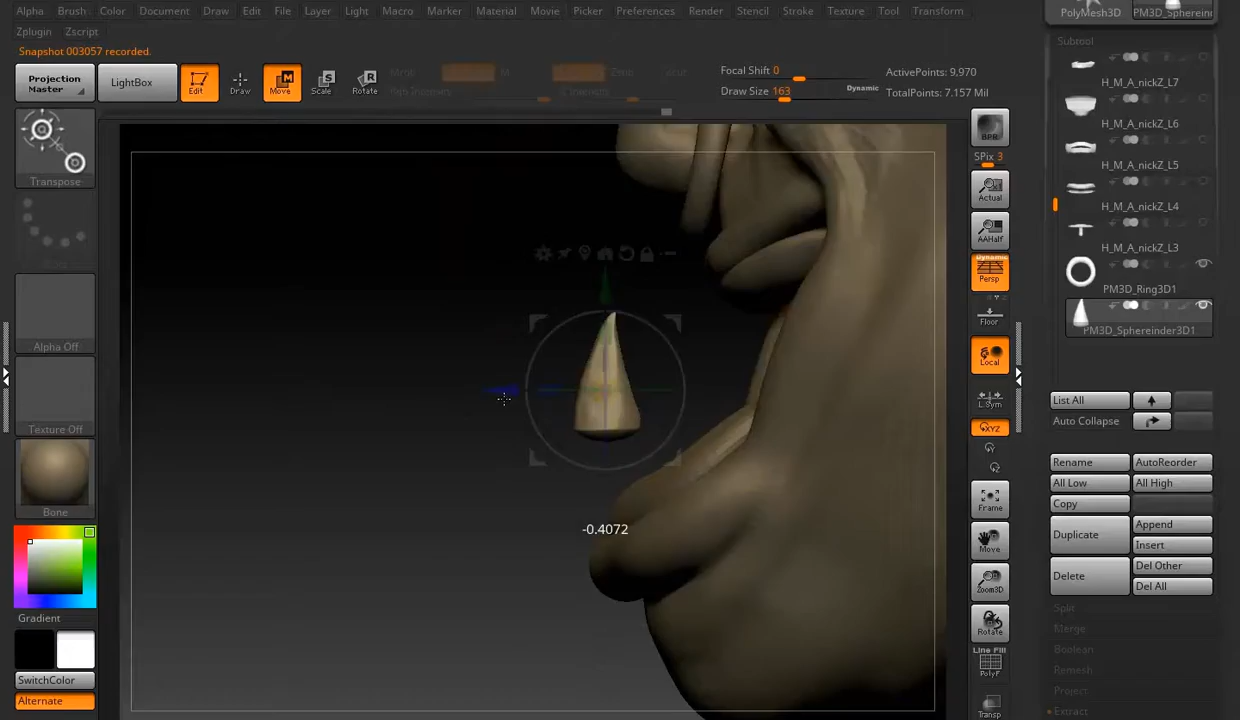 Alpha Brush Color Document Draw Edit File Layer Light Macro Marker Material Movie Picker Preferences Render Stencil Stroke Texture Tool Transform
Zplugin Zscript
Snapshot 003057 recorded.
Projection Master
LightBox
Edit
Draw
Move
Scale
Rotate
Focal Shift 0
Draw Size 163
Dynamic
ActivePoints: 9,970
TotalPoints: 7.157 Mil
PolyMesh3D
PM3D_Spherein
Subtool
Transpose
Alpha Off
Texture Off
Bone
Gradient
SwitchColor
Alternate
-0.4072
BPR
SPix 3
Actual
AAHalf
Dynamic
Persp
Floor
Local
L.Sym
XYZ
Frame
Move
Zoom3D
Rotate
Line Fill
PolyF
Transp
H_M_A_nickZ_L7
H_M_A_nickZ_L6
H_M_A_nickZ_L5
H_M_A_nickZ_L4
H_M_A_nickZ_L3
PM3D_Ring3D1
PM3D_Sphereinder3D1
List All
Auto Collapse
Rename AutoReorder
All Low All High
Copy
Duplicate
Append
Insert
Delete
Del Other
Del All
Split
Merge
Boolean
Remesh
Project
Extract